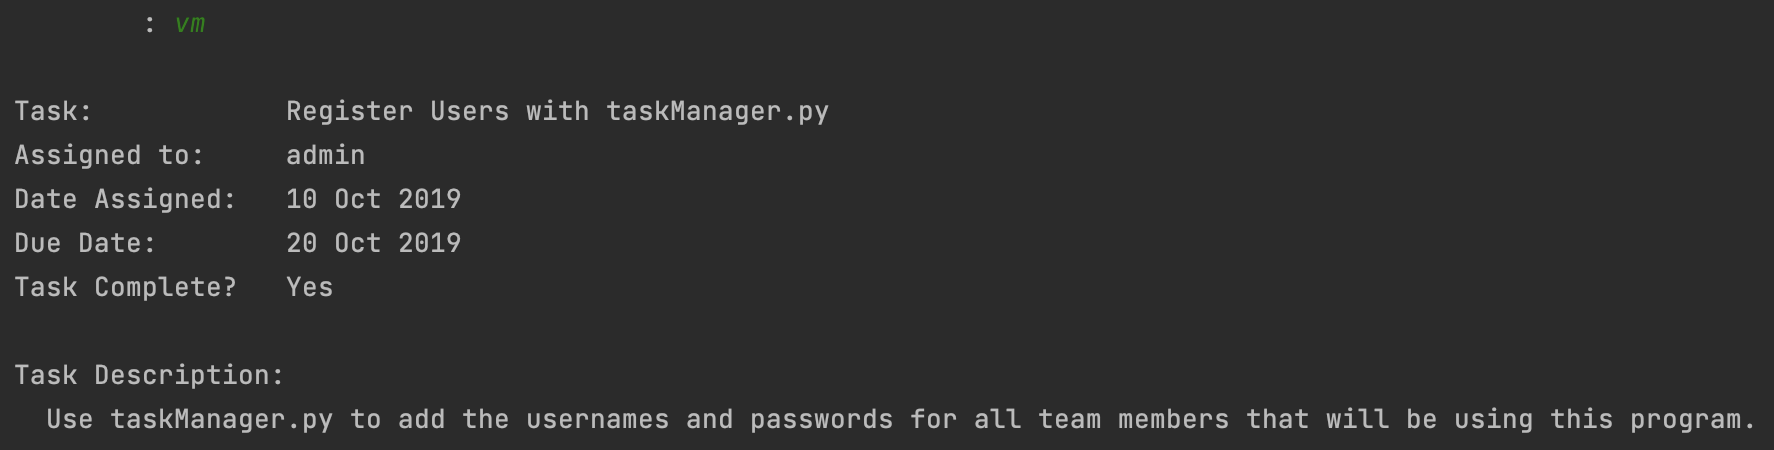 : vm
Task: Register Users with taskManager.py
Assigned to: admin
Date Assigned: 10 Oct 2019
Due Date: 20 Oct 2019
Task Complete? Yes
Task Description:
Use taskManager.py to add the usernames and passwords for all team members that will be using this program.